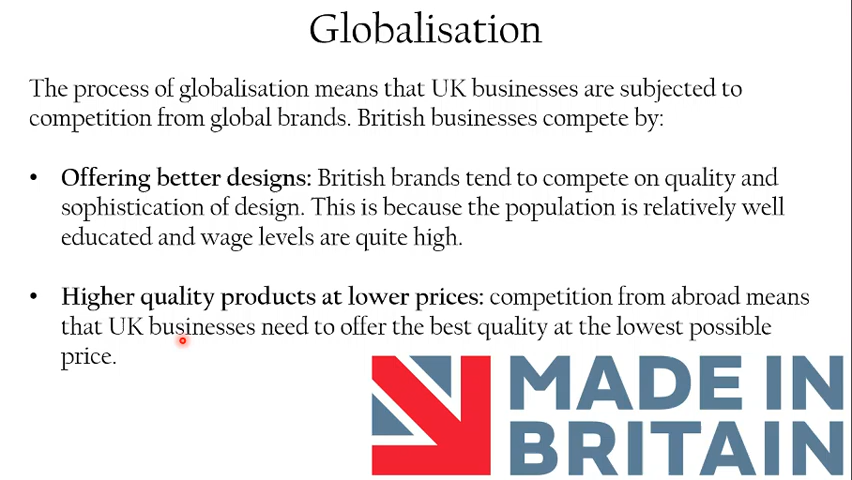 Globalisation
The process of globalisation means that UK businesses are subjected to
competition from global brands. British businesses compete by:
• Offering better designs: British brands tend to compete on quality and
sophistication of design. This is because the population is relatively well
educated and wage levels are quite high.
• Higher quality products at lower prices: competition from abroad means
that UK businesses need to offer the best quality at the lowest possible
price.
MADE IN
BRITAIN